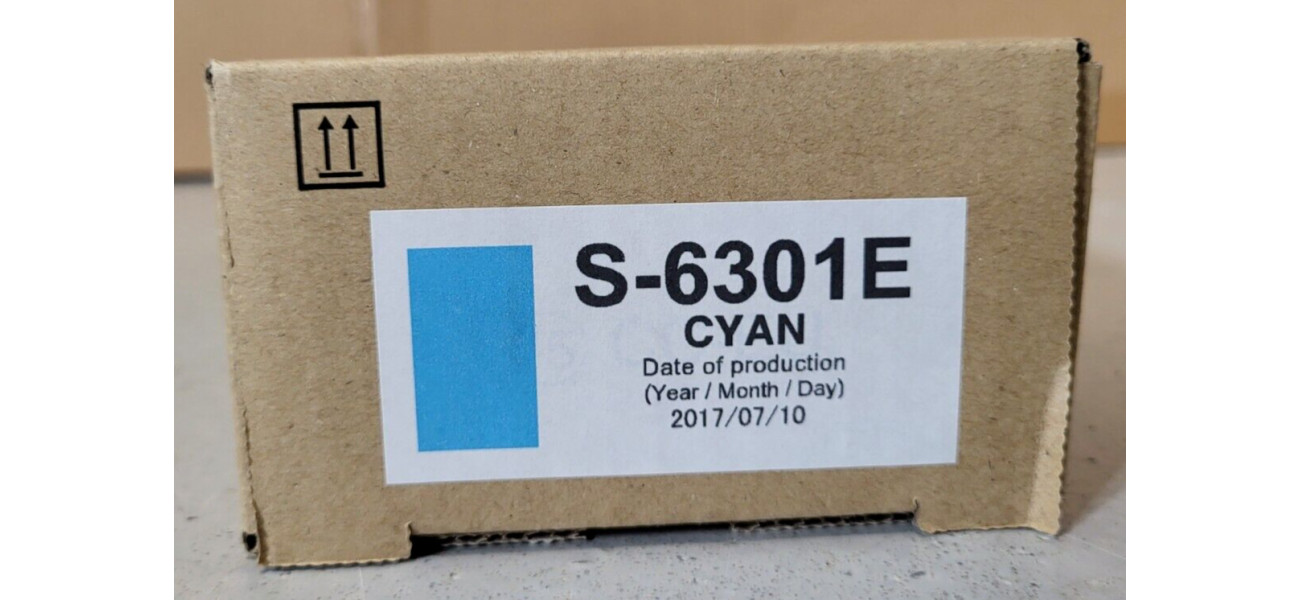 S-6301E
CYAN
Date of production
(Year / Month / Day)
2017/07/10